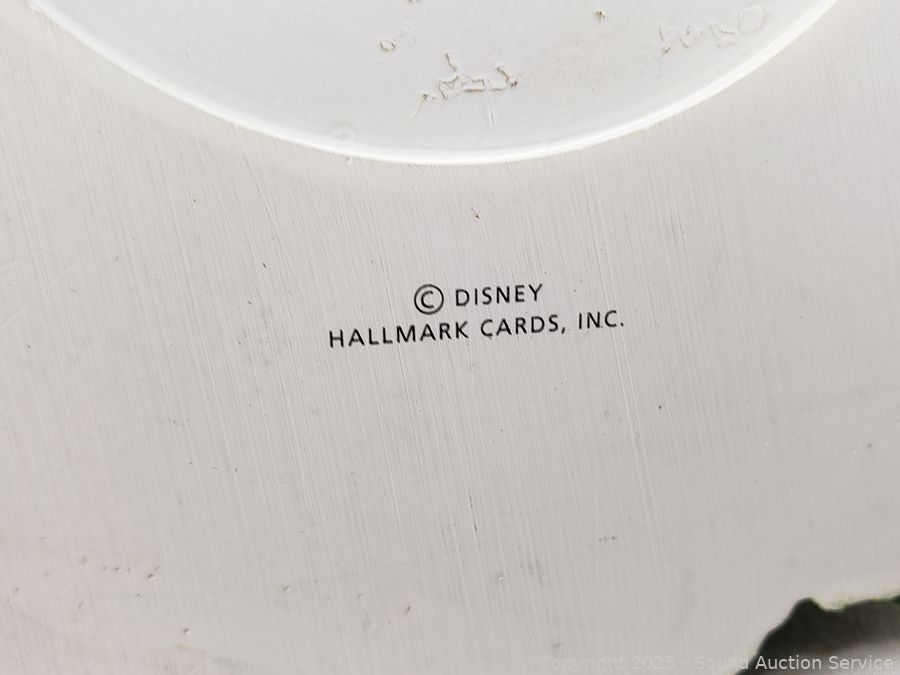 © DISNEY
HALLMARK CARDS, INC.
Copyright 2025 - Sound Auction Service